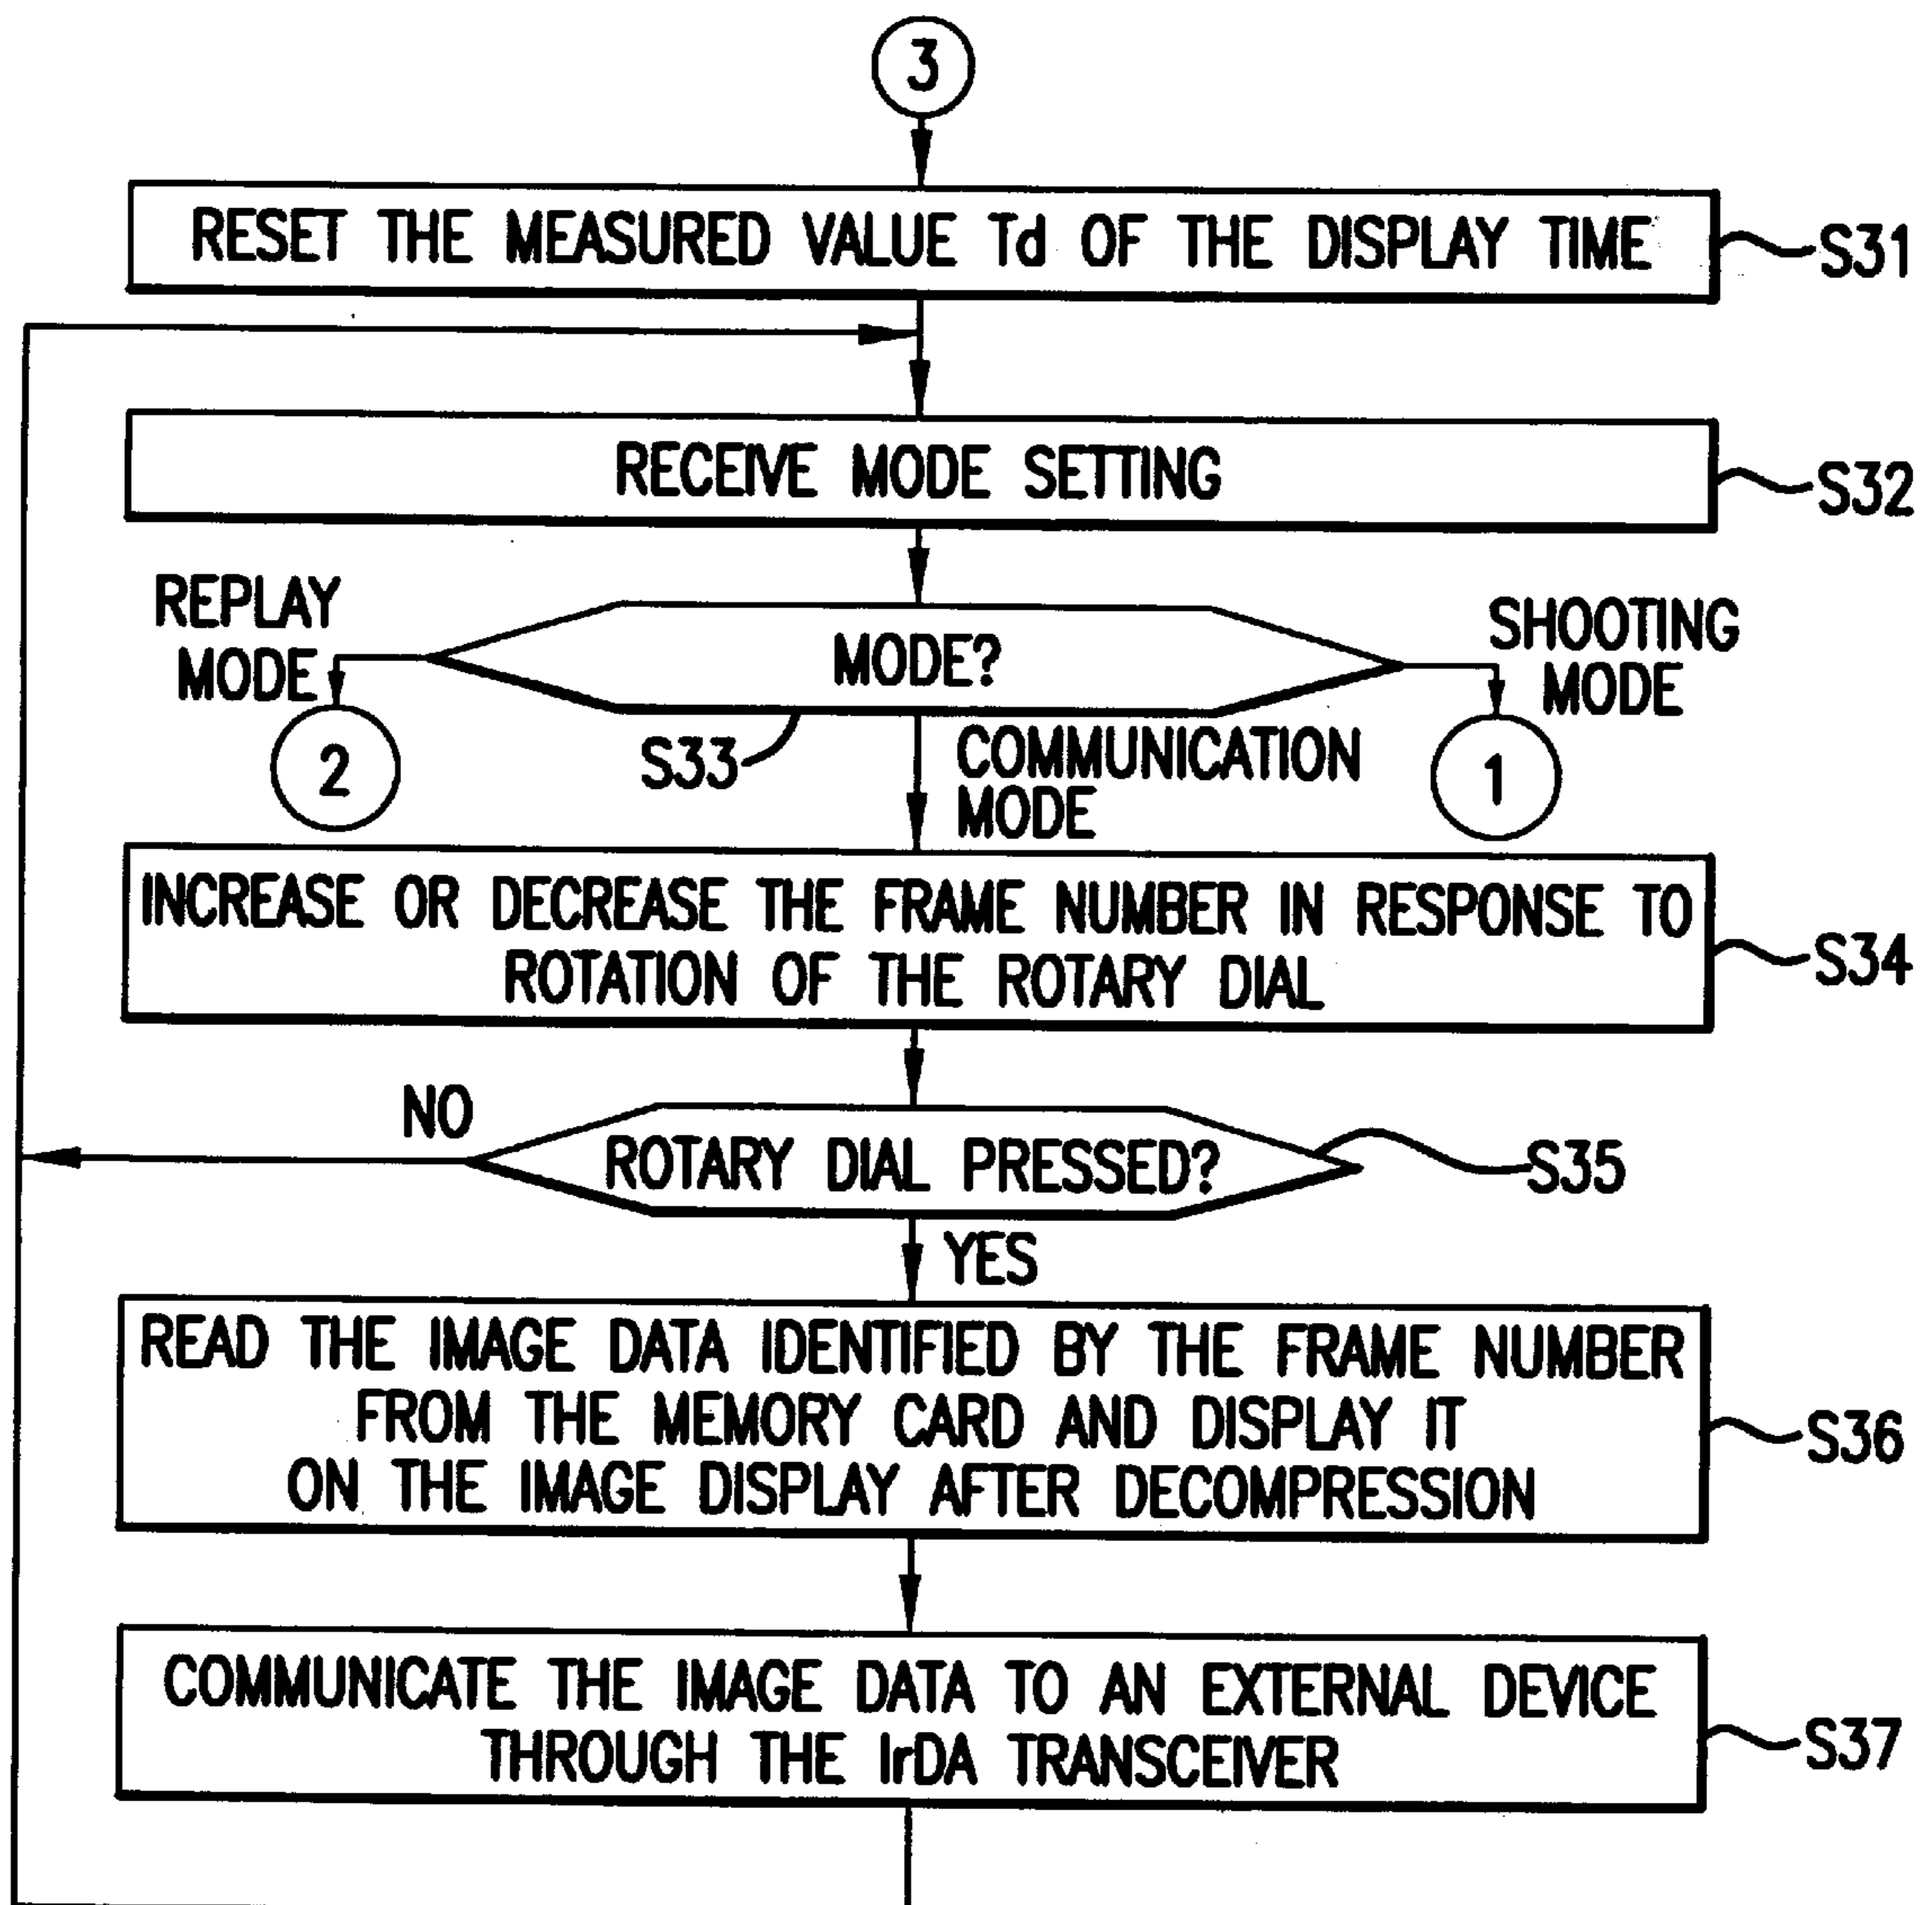 3
RESET THE MEASURED VALUE Td OF THE DISPLAY TIME
S31
RECEIVE MODE SETTING
S32
REPLAY
MODE
MODE?
SHOOTING
MODE
2
S33
COMMUNICATION
MODE
1
INCREASE OR DECREASE THE FRAME NUMBER IN RESPONSE TO
ROTATION OF THE ROTARY DIAL
S34
NO
ROTARY DIAL PRESSED?
S35
YES
READ THE IMAGE DATA IDENTIFIED BY THE FRAME NUMBER
FROM THE MEMORY CARD AND DISPLAY IT
ON THE IMAGE DISPLAY AFTER DECOMPRESSION
S36
COMMUNICATE THE IMAGE DATA TO AN EXTERNAL DEVICE
THROUGH THE IrDA TRANSCEIVER
S37